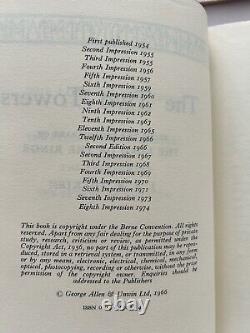 First published 1954
Second Impression 1955
Third Impression 1955
Fourth Impression 1956
Fifth Impression 1957
Sixth Impression 1959
Seventh Impression 1960
Eighth Impression 1961
Ninth Impression 1962
Tenth Impression 1963
Eleventh Impression 1965
Twelfth Impression 1965
Second Edition 1966
Second Impression 1967
Third Impression 1968
Fourth Impression 1970
Fifth Impression 1971
Sixth Impression 1971
Seventh Impression 1973
Eighth Impression 1974
This book is copyright under the Berne Convention. All
rights reserved. Apart from any fair dealing for the purpose of private
study, research, criticism or review, as permitted under the
Copyright Act, 1956, no part of this publication may be reproduced,
stored in a retrieval system, or transmitted, in any form
or by any means, electronic, electrical, chemical, mechanical,
optical, photocopying, recording or otherwise, without the prior
permission of the copyright owner. Enquiries should be
addressed to the Publishers
© George Allen & Unwin Ltd, 1966
ISBN 0
The
Towers